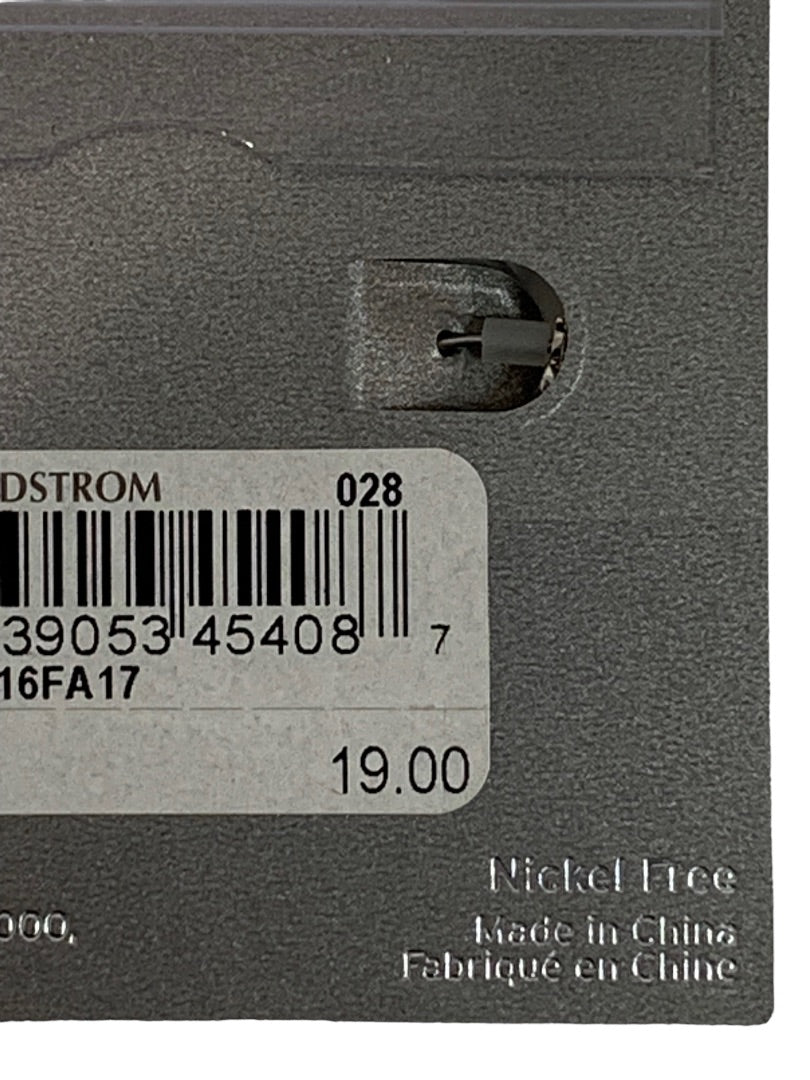 DSTROM 028
39053 45408 7
16FA17
19.00
Nickel Free
000, Made in China
Fabriqué en Chine